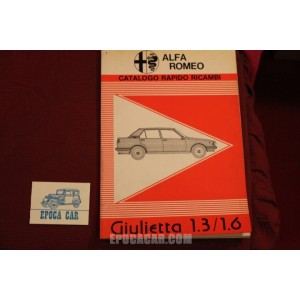 ALFA
ROMEO
CATALOGO RAPIDO RICAMBI
EPOCA CAR
Giulietta 1.3/1.6
EPOCACAR.COM